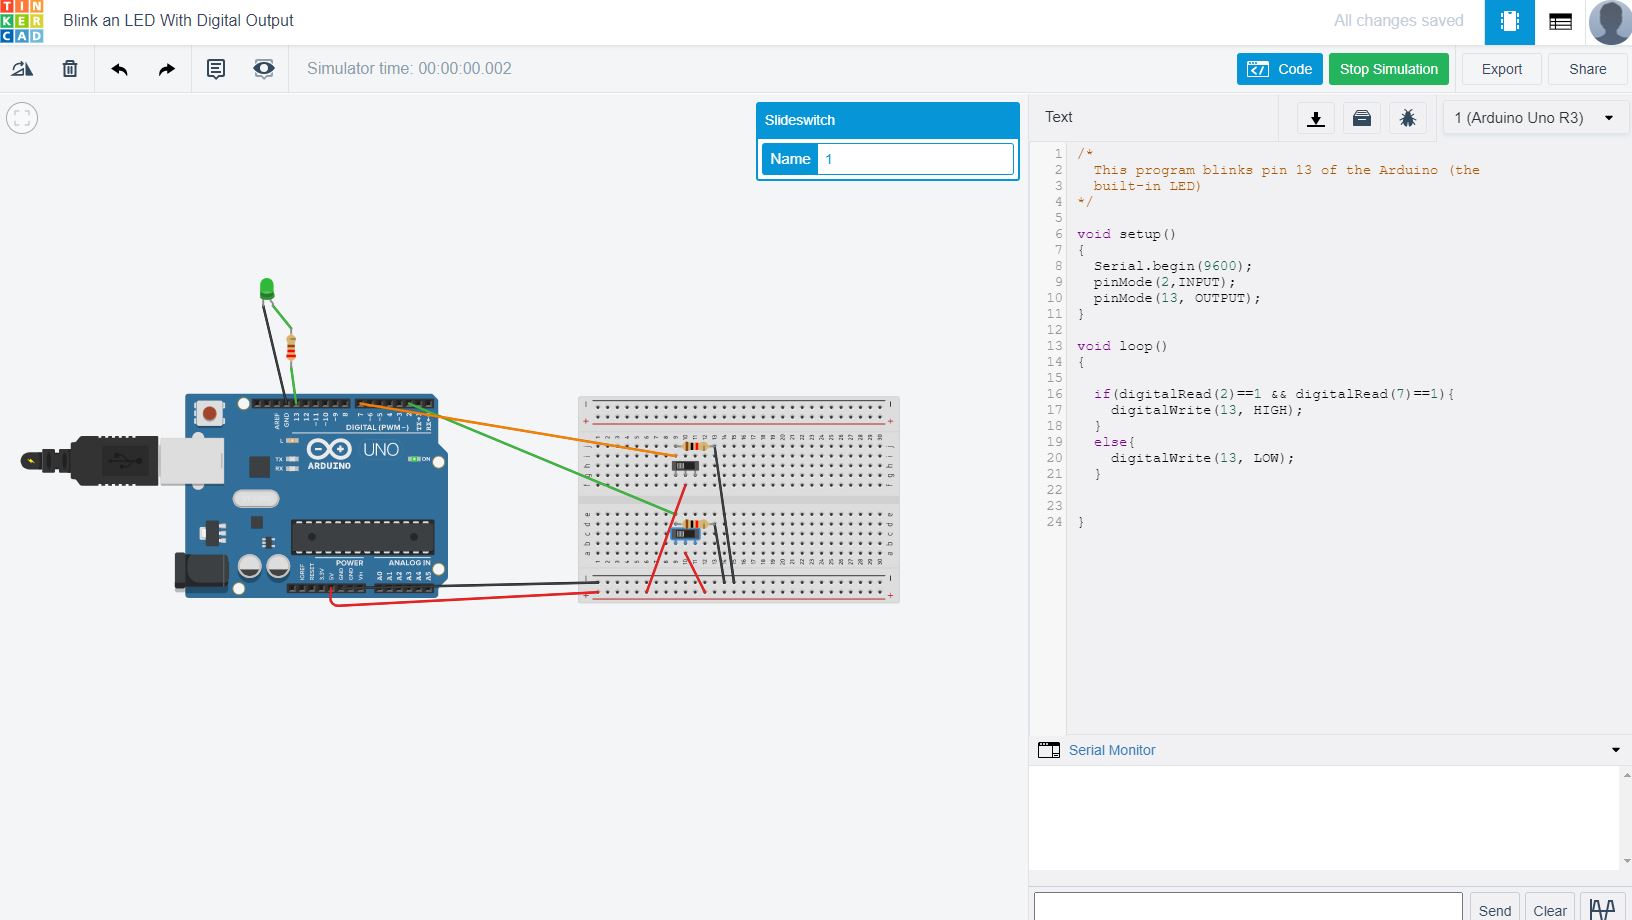 TINKERCAD
Blink an LED With Digital Output
All changes saved
Simulator time: 00:00:00.002
Code
Stop Simulation
Export
Share
Slideswitch
Name 1
Text
1 (Arduino Uno R3)
1 /*
2 This program blinks pin 13 of the Arduino (the
3 built-in LED)
4 */
5
6 void setup()
7 {
8 Serial.begin(9600);
9 pinMode(2,INPUT);
10 pinMode(13, OUTPUT);
11 }
12
13 void loop()
14 {
15
16 if(digitalRead(2)==1 && digitalRead(7)==1){
17 digitalWrite(13, HIGH);
18 }
19 else{
20 digitalWrite(13, LOW);
21 }
22
23
24 }
AREF
GND
13
12
~11
~10
~9
8
7
~6
~5
4
~3
2
DIGITAL (PWM~)
L
TX
RX
UNO
ON
ARDUINO
POWER
ANALOG IN
IOREF
RESET
3.3V
5V
GND
GND
Vin
A0
A1
A2
A3
A4
A5
Serial Monitor
Send
Clear